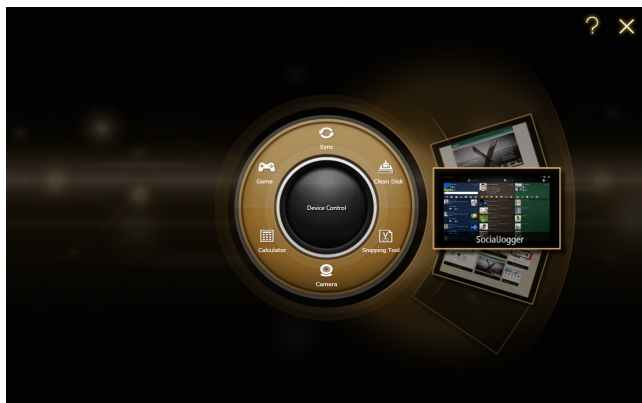 ?
Sync
Game
Clean Disk
Device Control
Calculator
Snipping Tool
Camera
SocialJogger